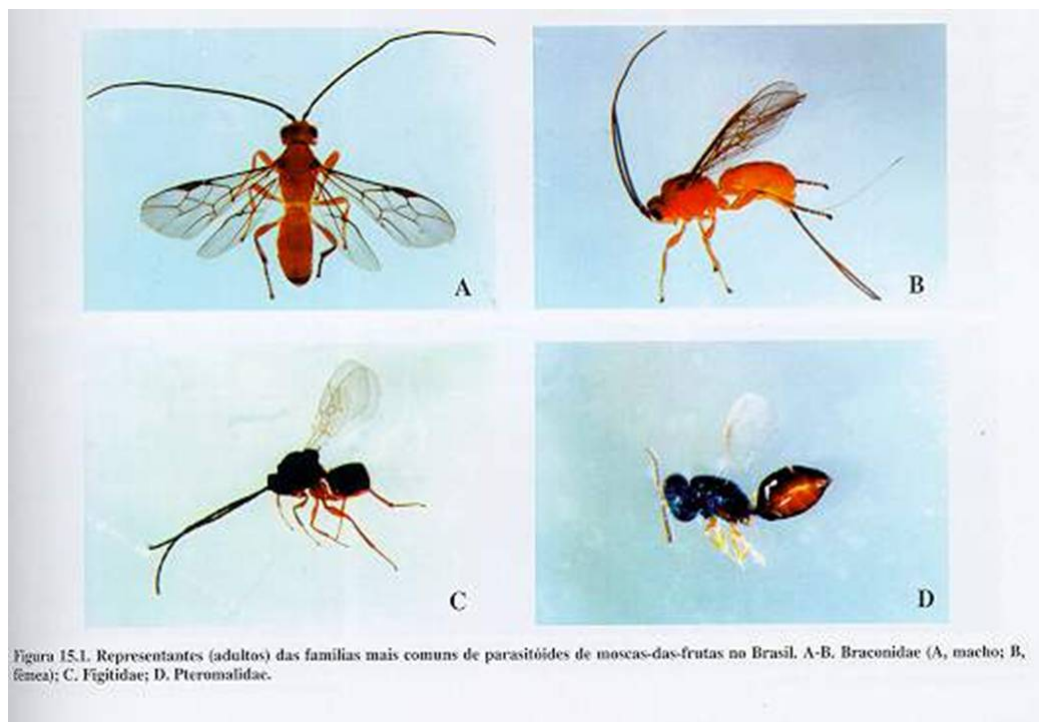 A
B
C
D
Figura 15.1. Representantes (adultos) das famílias mais comuns de parasitóides de moscas-das-frutas no Brasil. A-B. Braconidae (A, macho; B,
fêmea); C. Figitidae; D. Pteromalidae.